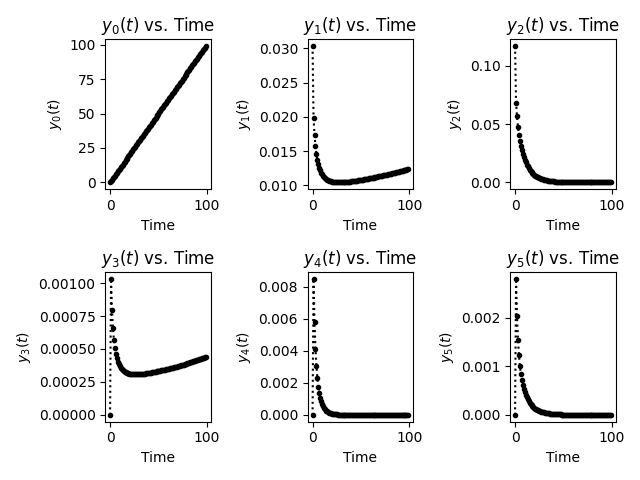 y₀(t) vs. Time
y₁(t) vs. Time
y₂(t) vs. Time
y₀(t)
100
75
50
25
0
0
100
Time
y₁(t)
0.030
0.025
0.020
0.015
0.010
0
100
Time
y₂(t)
0.10
0.05
0.00
0
100
Time
y₃(t) vs. Time
y₄(t) vs. Time
y₅(t) vs. Time
y₃(t)
0.00100
0.00075
0.00050
0.00025
0.00000
0
100
Time
y₄(t)
0.008
0.006
0.004
0.002
0.000
0
100
Time
y₅(t)
0.002
0.001
0.000
0
100
Time